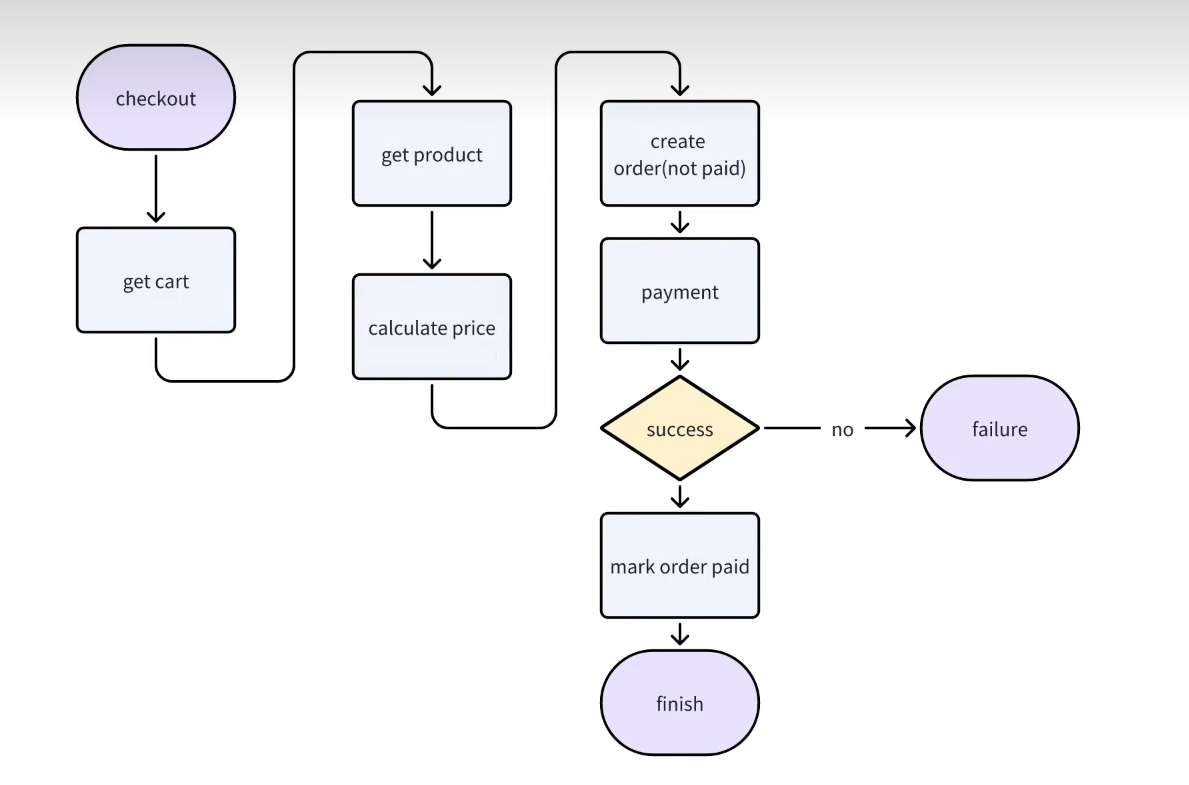 checkout
get cart
get product
calculate price
create
order(not paid)
payment
success
no
failure
mark order paid
finish